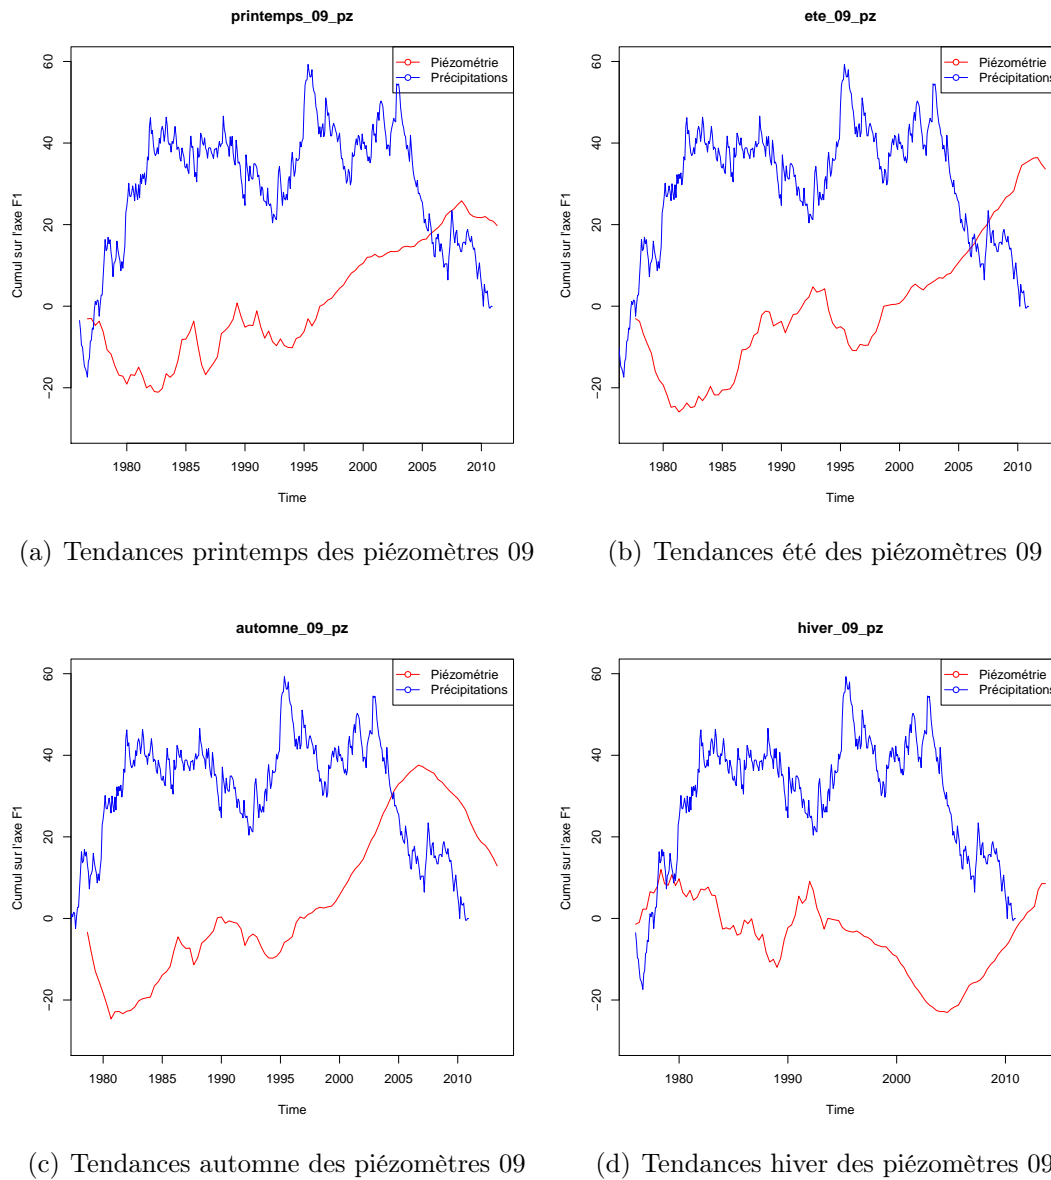 printemps_09_pz
Cumul sur l'axe F1
60
40
20
0
−20
Piézométrie
Précipitations
1980 1985 1990 1995 2000 2005 2010
Time
(a) Tendances printemps des piézomètres 09
ete_09_pz
Cumul sur l'axe F1
60
40
20
0
−20
Piézométrie
Précipitations
1980 1985 1990 1995 2000 2005 2010
Time
(b) Tendances été des piézomètres 09
automne_09_pz
Cumul sur l'axe F1
60
40
20
0
−20
Piézométrie
Précipitations
1980 1985 1990 1995 2000 2005 2010
Time
(c) Tendances automne des piézomètres 09
hiver_09_pz
Cumul sur l'axe F1
60
40
20
0
−20
Piézométrie
Précipitations
1980 1990 2000 2010
Time
(d) Tendances hiver des piézomètres 09